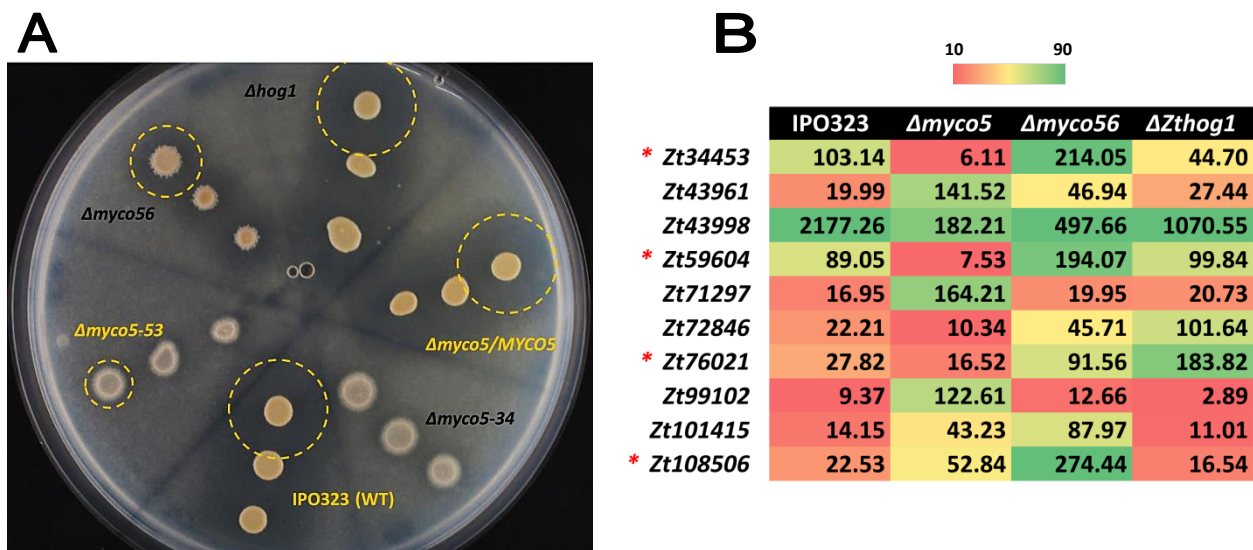 A
B
Δhog1
Δmyco56
Δmyco5-53
Δmyco5/MYCO5
Δmyco5-34
IPO323 (WT)
10 90
IPO323 Δmyco5 Δmyco56 ΔZthog1
* Zt34453 103.14 6.11 214.05 44.70
Zt43961 19.99 141.52 46.94 27.44
Zt43998 2177.26 182.21 497.66 1070.55
* Zt59604 89.05 7.53 194.07 99.84
Zt71297 16.95 164.21 19.95 20.73
Zt72846 22.21 10.34 45.71 101.64
* Zt76021 27.82 16.52 91.56 183.82
Zt99102 9.37 122.61 12.66 2.89
Zt101415 14.15 43.23 87.97 11.01
* Zt108506 22.53 52.84 274.44 16.54